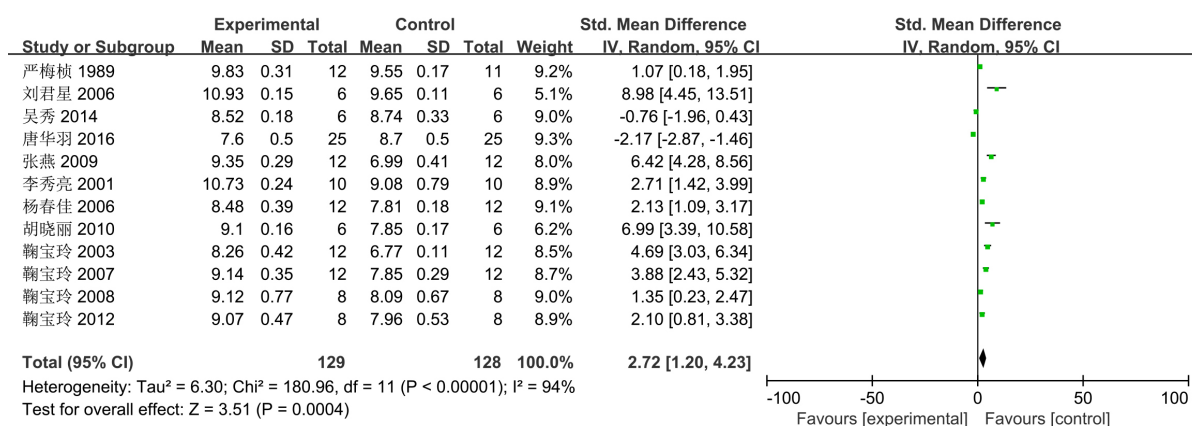 Experimental Control Std. Mean Difference Std. Mean Difference
Study or Subgroup Mean SD Total Mean SD Total Weight IV, Random, 95% CI IV, Random, 95% CI
严梅桢 1989 9.83 0.31 12 9.55 0.17 11 9.2% 1.07 [0.18, 1.95]
刘君星 2006 10.93 0.15 6 9.65 0.11 6 5.1% 8.98 [4.45, 13.51]
吴秀 2014 8.52 0.18 6 8.74 0.33 6 9.0% -0.76 [-1.96, 0.43]
唐华羽 2016 7.6 0.5 25 8.7 0.5 25 9.3% -2.17 [-2.87, -1.46]
张燕 2009 9.35 0.29 12 6.99 0.41 12 8.0% 6.42 [4.28, 8.56]
李秀亮 2001 10.73 0.24 10 9.08 0.79 10 8.9% 2.71 [1.42, 3.99]
杨春佳 2006 8.48 0.39 12 7.81 0.18 12 9.1% 2.13 [1.09, 3.17]
胡晓丽 2010 9.1 0.16 6 7.85 0.17 6 6.2% 6.99 [3.39, 10.58]
鞠宝玲 2003 8.26 0.42 12 6.77 0.11 12 8.5% 4.69 [3.03, 6.34]
鞠宝玲 2007 9.14 0.35 12 7.85 0.29 12 8.7% 3.88 [2.43, 5.32]
鞠宝玲 2008 9.12 0.77 8 8.09 0.67 8 9.0% 1.35 [0.23, 2.47]
鞠宝玲 2012 9.07 0.47 8 7.96 0.53 8 8.9% 2.10 [0.81, 3.38]
Total (95% CI) 129 128 100.0% 2.72 [1.20, 4.23]
Heterogeneity: Tau² = 6.30; Chi² = 180.96, df = 11 (P < 0.00001); I² = 94%
Test for overall effect: Z = 3.51 (P = 0.0004)
-100 -50 0 50 100
Favours [experimental] Favours [control]